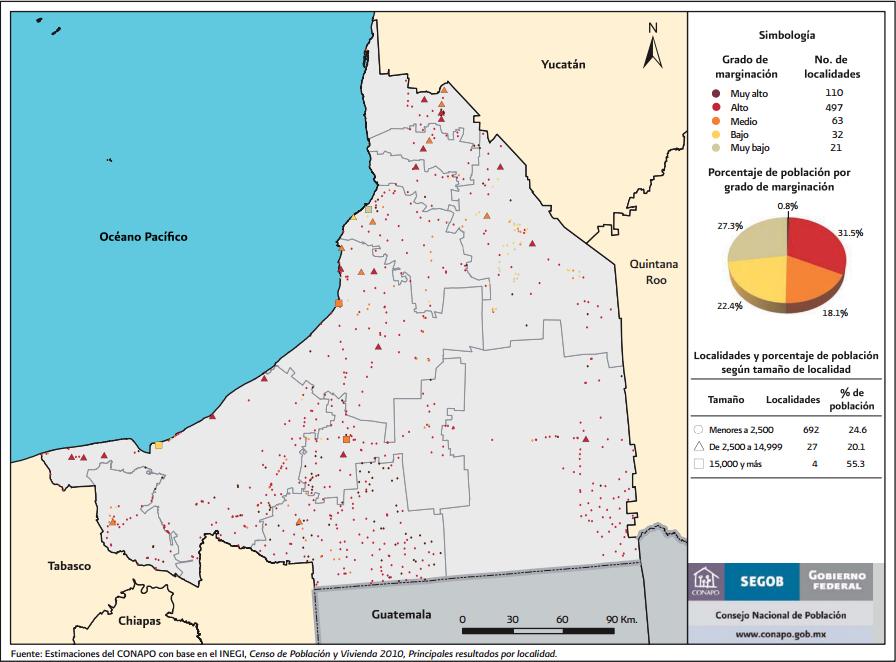 N
Yucatán
Océano Pacífico
Quintana
Roo
Tabasco
Chiapas
Guatemala
0 30 60 90 Km.
Simbología
Grado de marginación No. de localidades
Muy alto 110
Alto 497
Medio 63
Bajo 32
Muy bajo 21
Porcentaje de población por
grado de marginación
0.8%
27.3%
31.5%
22.4%
18.1%
Localidades y porcentaje de población
según tamaño de localidad
Tamaño Localidades % de población
Menores a 2,500 692 24.6
De 2,500 a 14,999 27 20.1
15,000 y más 4 55.3
CONAPO
SEGOB
GOBIERNO
FEDERAL
Consejo Nacional de Población
www.conapo.gob.mx
Fuente: Estimaciones del CONAPO con base en el INEGI, Censo de Población y Vivienda 2010, Principales resultados por localidad.